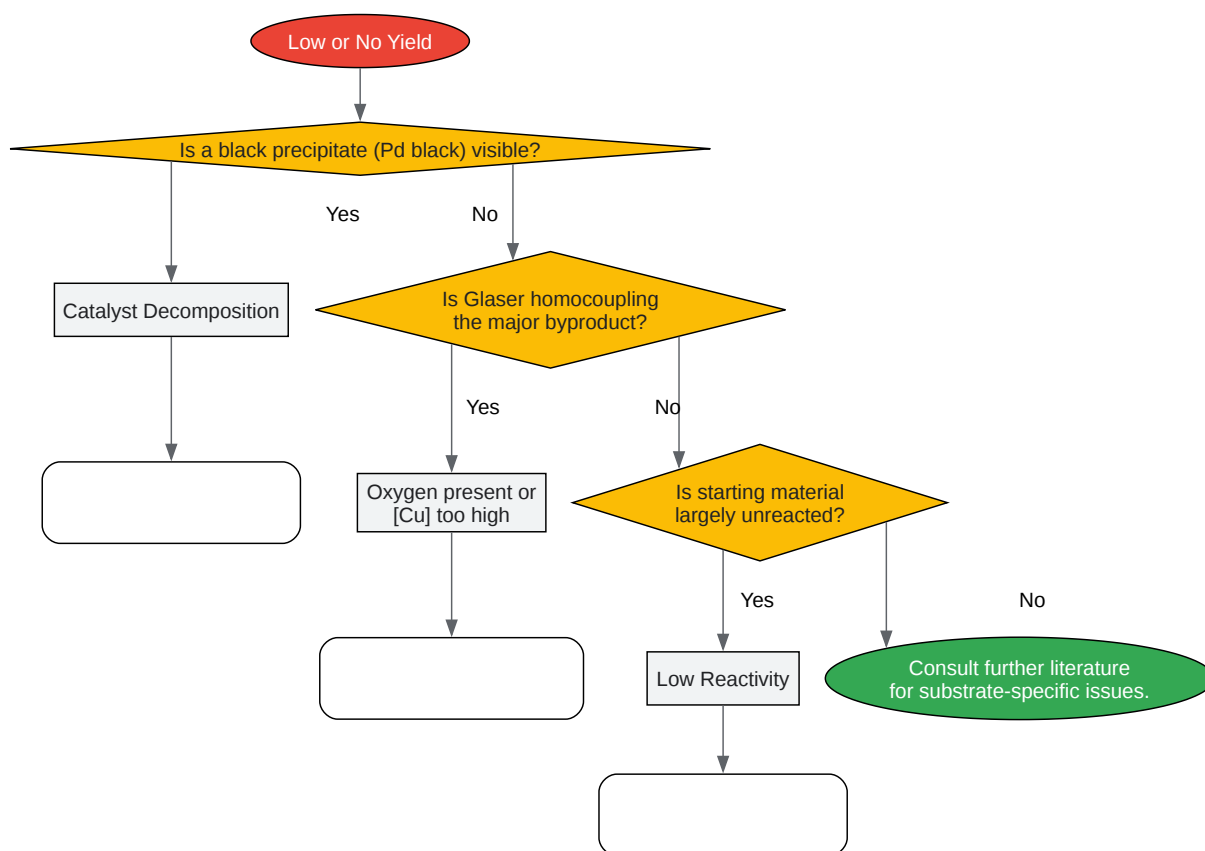 Low or No Yield
Is a black precipitate (Pd black) visible?
Yes
No
Catalyst Decomposition
Is Glaser homocoupling
the major byproduct?
Yes
No
Oxygen present or
[Cu] too high
Is starting material
largely unreacted?
Yes
No
Low Reactivity
Consult further literature
for substrate-specific issues.